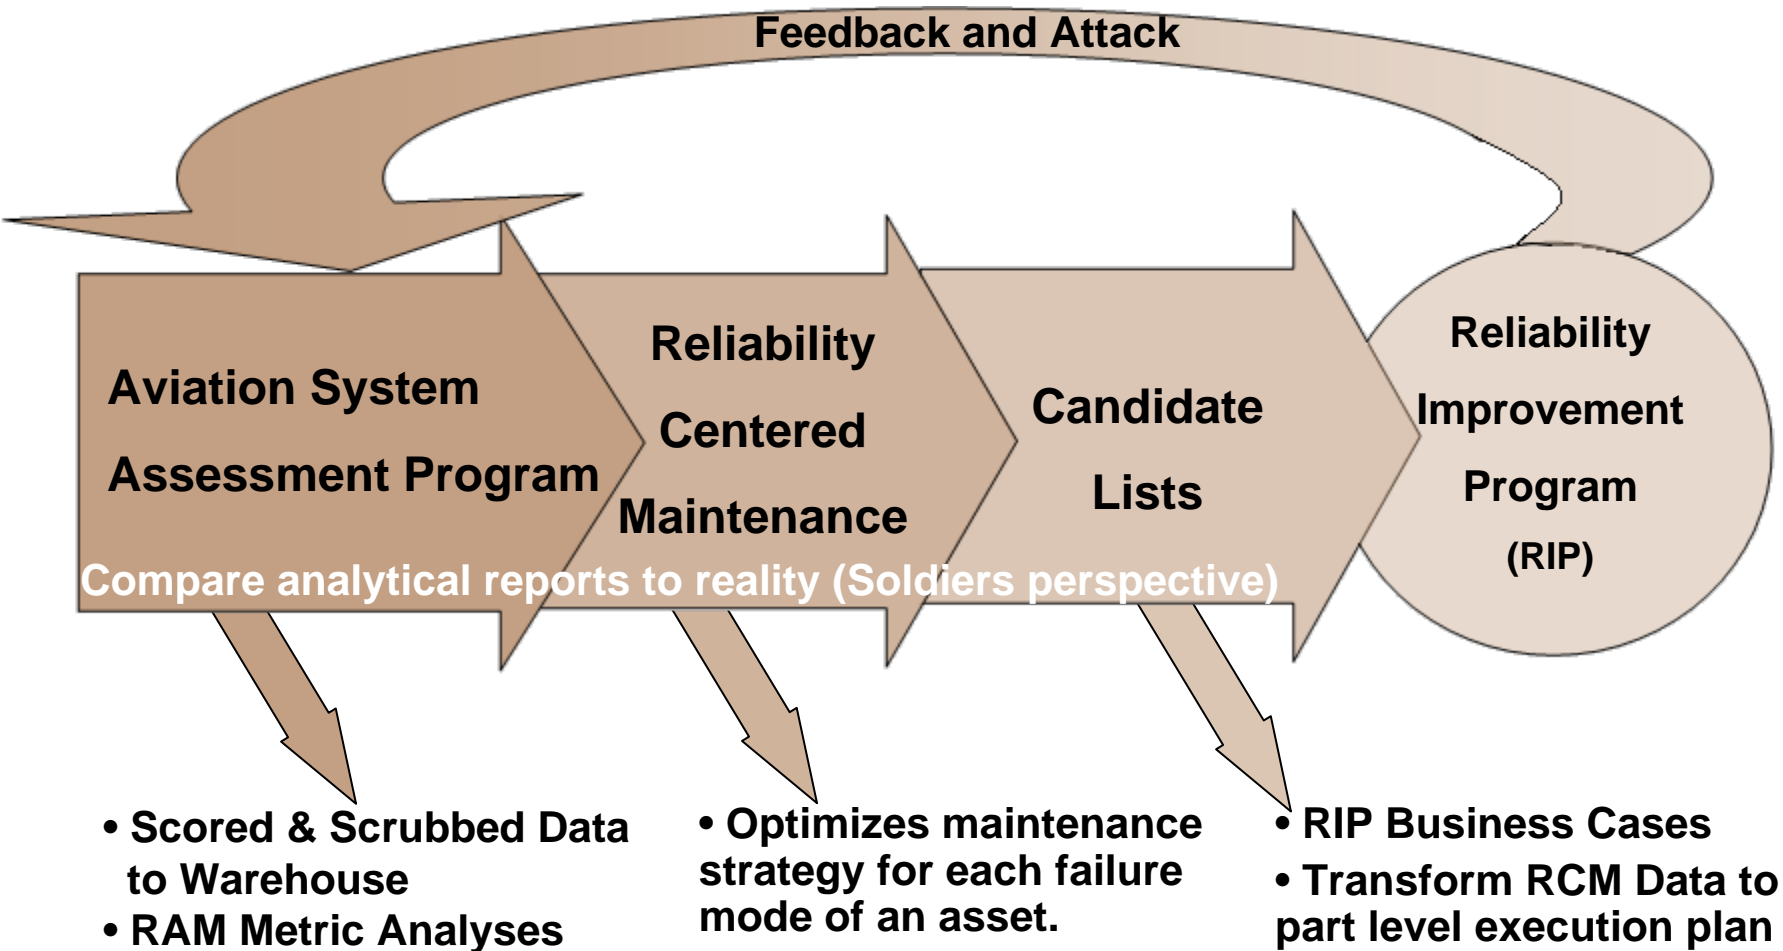 Feedback and Attack
Aviation System
Assessment Program
Reliability
Centered
Maintenance
Candidate
Lists
Reliability
Improvement
Program
(RIP)
Compare analytical reports to reality (Soldiers perspective)
• Scored & Scrubbed Data
to Warehouse
• RAM Metric Analyses
• Optimizes maintenance
strategy for each failure
mode of an asset.
• RIP Business Cases
• Transform RCM Data to
part level execution plan